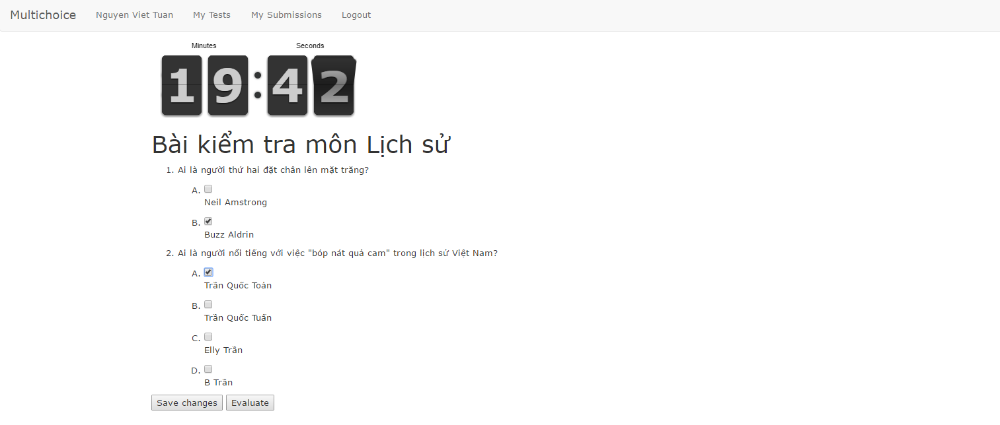 Multichoice Nguyen Viet Tuan My Tests My Submissions Logout
Minutes Seconds
19:42
Bài kiểm tra môn Lịch sử
1. Ai là người thứ hai đặt chân lên mặt trăng?
A.
Neil Amstrong
B.
Buzz Aldrin
2. Ai là người nổi tiếng với việc "bóp nát quả cam" trong lịch sử Việt Nam?
A.
Trần Quốc Toản
B.
Trần Quốc Tuấn
C.
Elly Trần
D.
B Trần
Save changes Evaluate